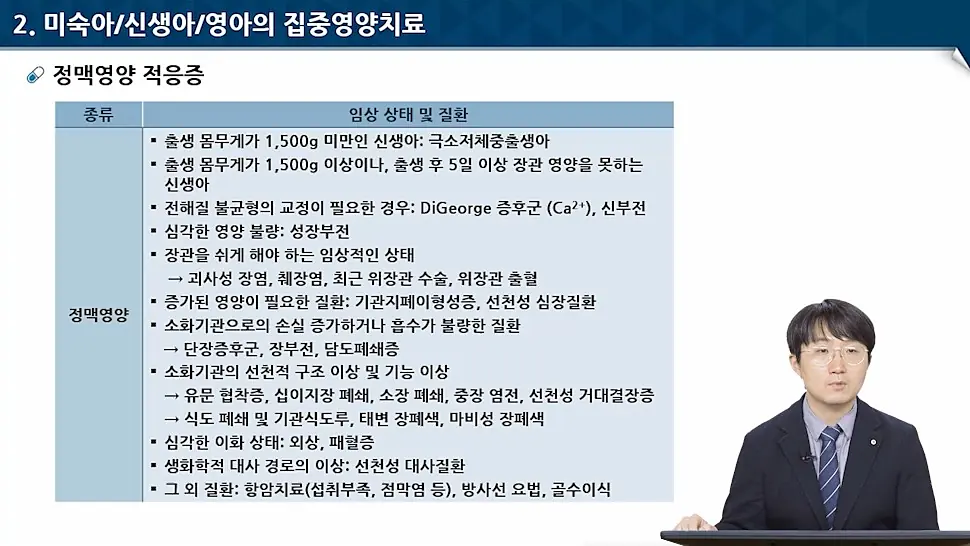 2. 미숙아/신생아/영아의 집중영양치료
정맥영양 적응증
종류
임상 상태 및 질환
정맥영양
▪ 출생 몸무게가 1,500g 미만인 신생아: 극소저체중출생아
▪ 출생 몸무게가 1,500g 이상이나, 출생 후 5일 이상 장관 영양을 못하는
신생아
▪ 전해질 불균형의 교정이 필요한 경우: DiGeorge 증후군 (Ca²⁺), 신부전
▪ 심각한 영양 불량: 성장부전
▪ 장관을 쉬게 해야 하는 임상적인 상태
→ 괴사성 장염, 췌장염, 최근 위장관 수술, 위장관 출혈
▪ 증가된 영양이 필요한 질환: 기관지폐이형성증, 선천성 심장질환
▪ 소화기관으로의 손실 증가하거나 흡수가 불량한 질환
→ 단장증후군, 장부전, 담도폐쇄증
▪ 소화기관의 선천적 구조 이상 및 기능 이상
→ 유문 협착증, 십이지장 폐쇄, 소장 폐쇄, 중장 염전, 선천성 거대결장증
→ 식도 폐쇄 및 기관식도루, 태변 장폐색, 마비성 장폐색
▪ 심각한 이화 상태: 외상, 패혈증
▪ 생화학적 대사 경로의 이상: 선천성 대사질환
▪ 그 외 질환: 항암치료(섭취부족, 점막염 등), 방사선 요법, 골수이식